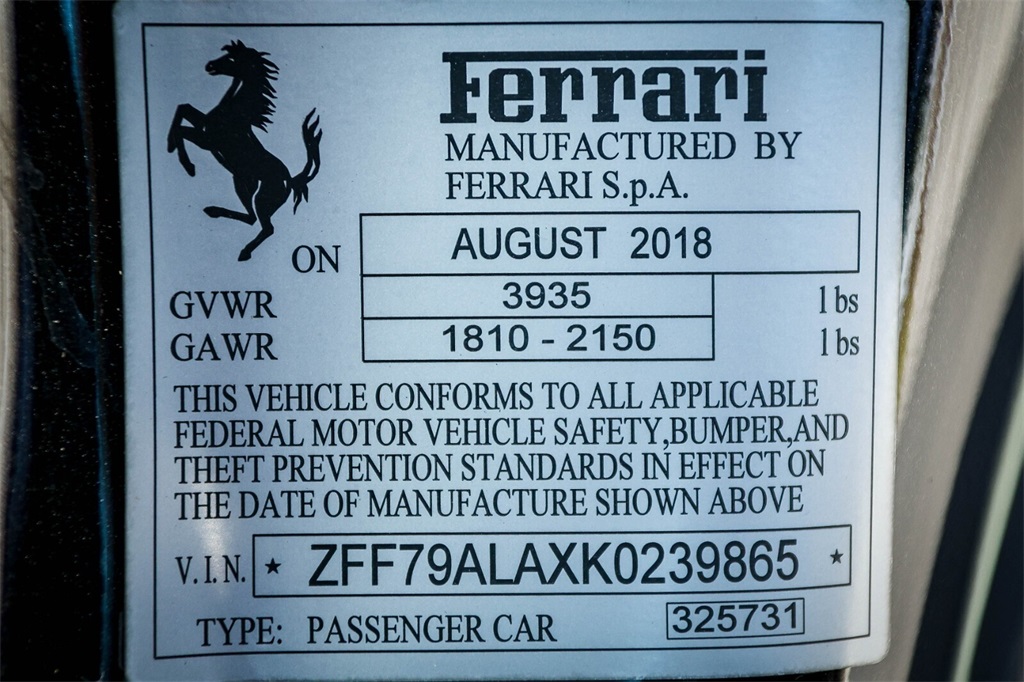 Ferrari
MANUFACTURED BY
FERRARI S.p.A.
ON AUGUST 2018
GVWR 3935 lbs
GAWR 1810 - 2150 lbs
THIS VEHICLE CONFORMS TO ALL APPLICABLE
FEDERAL MOTOR VEHICLE SAFETY,BUMPER,AND
THEFT PREVENTION STANDARDS IN EFFECT ON
THE DATE OF MANUFACTURE SHOWN ABOVE
V.I.N. ★ ZFF79ALAXK0239865 ★
TYPE: PASSENGER CAR 325731